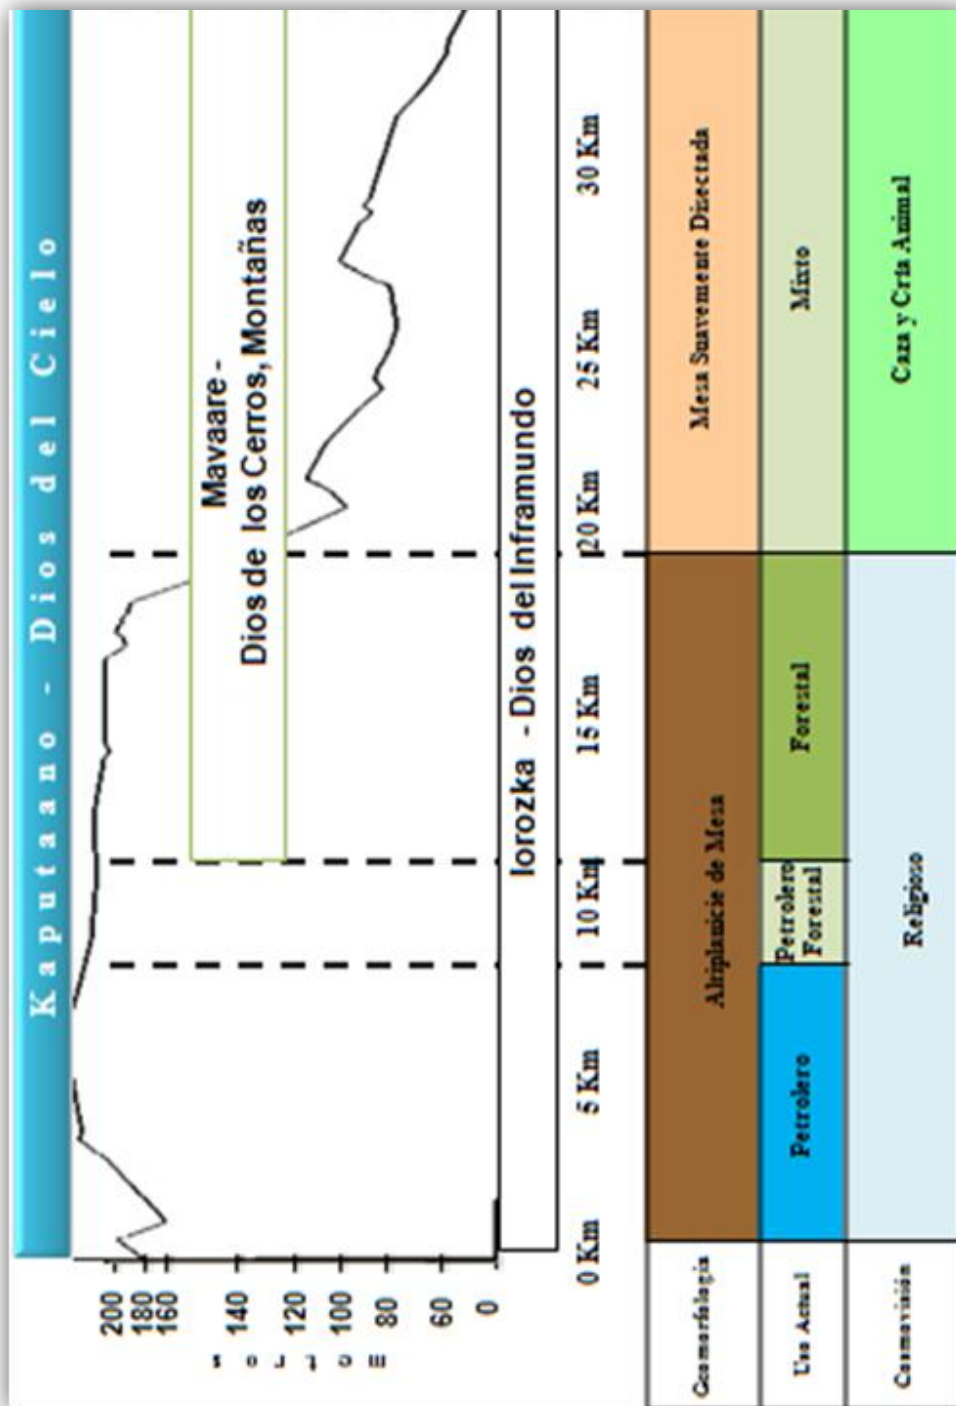 Kaputaano - Dios del Cielo
Mavaare -
Dios de los Cerros, Montañas
Iorozka - Dios del Inframundo
200
180
160
140
120
100
80
60
0
0 Km
5 Km
10 Km
15 Km
20 Km
25 Km
30 Km
Geomorfología
Altiplanicie de Mesa
Mesa Suavemente Disectada
Uso Actual
Petrolero
Petrolero
Forestal
Forestal
Mixto
Cosmovisión
Religioso
Caza y Cría Animal